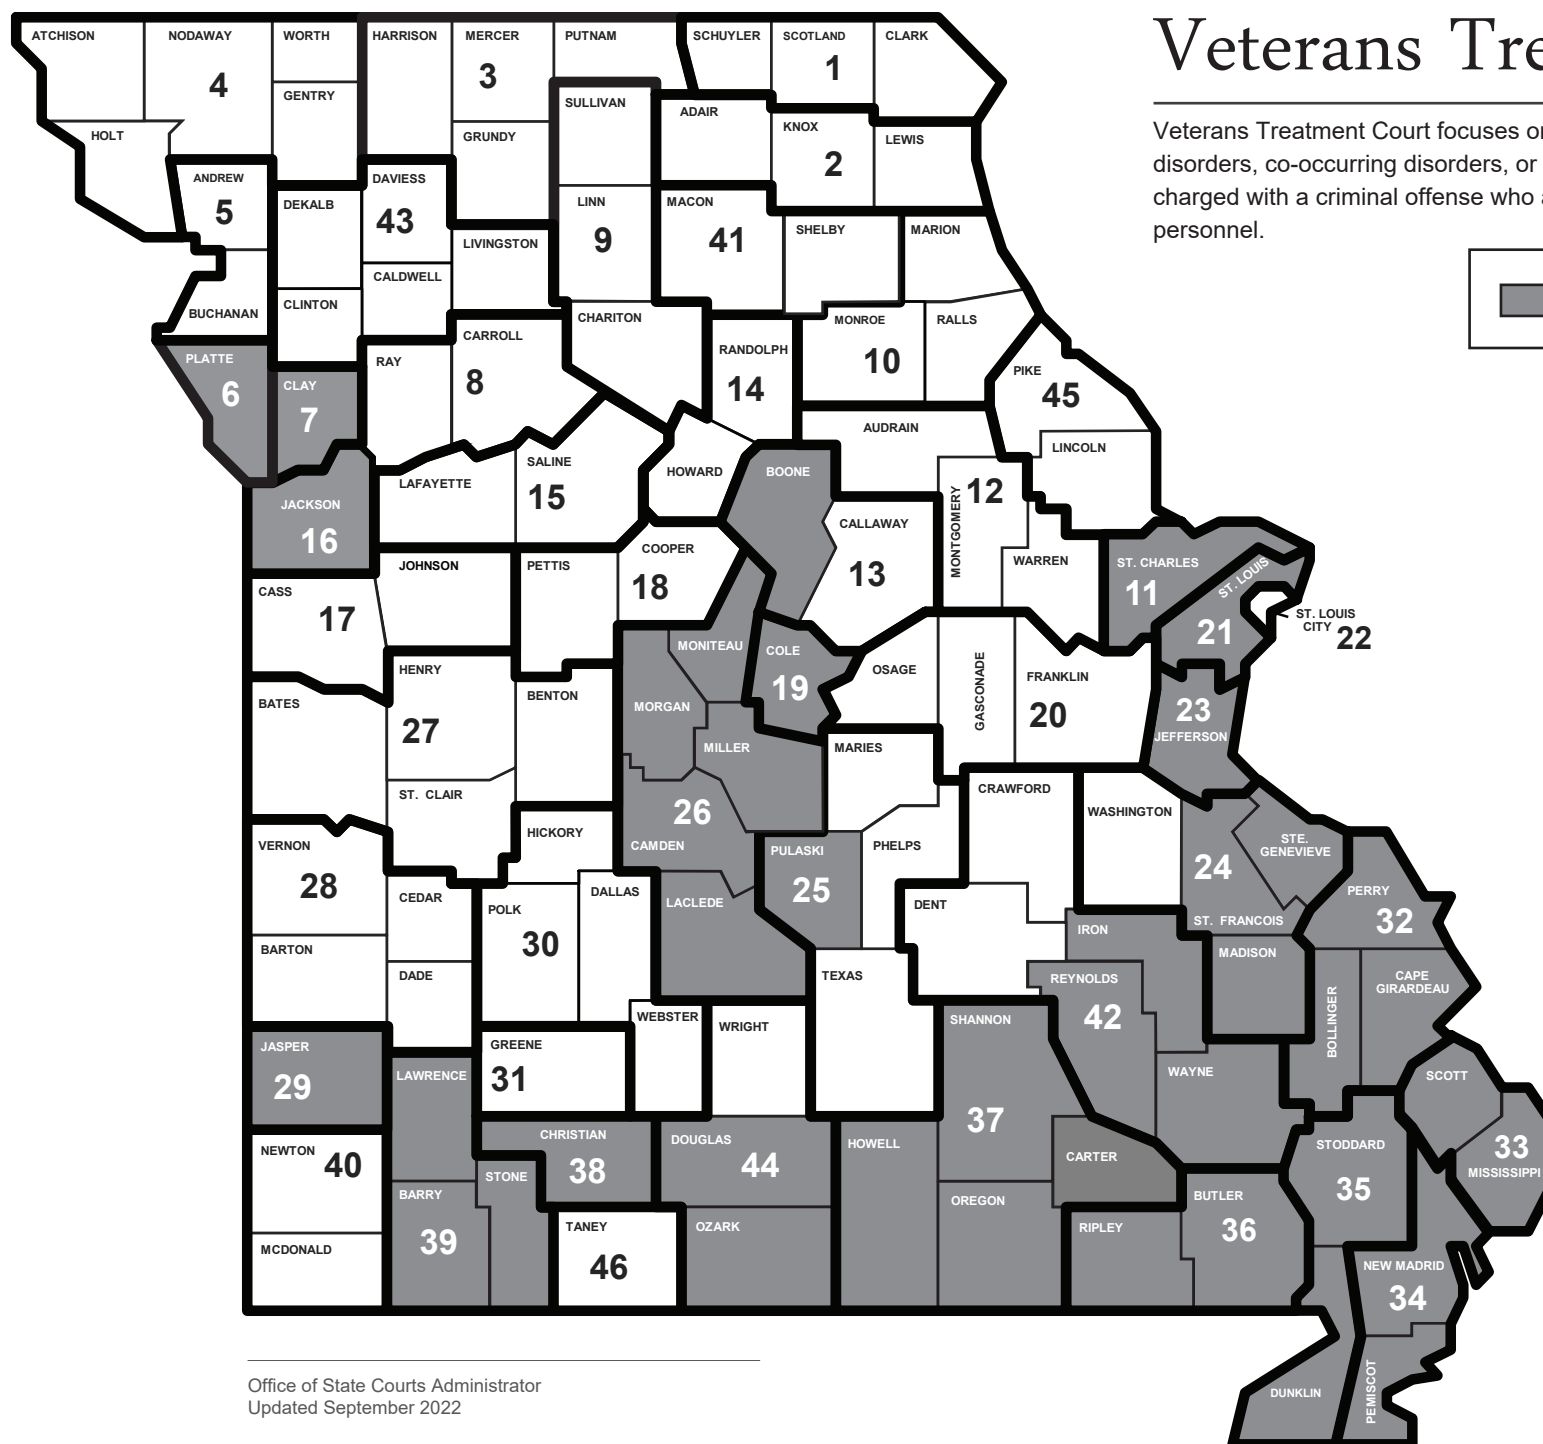 Veterans Tre
Veterans Treatment Court focuses o
disorders, co-occurring disorders, or
charged with a criminal offense who a
personnel.
ATCHISON
NODAWAY
WORTH
HARRISON
MERCER
PUTNAM
SCHUYLER
SCOTLAND
CLARK
4
3
1
GENTRY
SULLIVAN
ADAIR
KNOX
HOLT
GRUNDY
LEWIS
2
ANDREW
DAVIESS
5
DEKALB
43
LINN
MACON
9
41
SHELBY
MARION
LIVINGSTON
CALDWELL
BUCHANAN
CLINTON
CHARITON
MONROE
RALLS
CARROLL
RANDOLPH
PLATTE
RAY
10
PIKE
6
CLAY
8
14
45
7
AUDRAIN
LINCOLN
SALINE
HOWARD
BOONE
LAFAYETTE
15
12
MONTGOMERY
JACKSON
16
CALLAWAY
COOPER
JOHNSON
PETTIS
18
13
WARREN
ST. CHARLES
ST. LOUIS
11
CASS
17
ST. LOUIS
CITY 22
21
MONITEAU
COLE
HENRY
19
OSAGE
GASCONADE
FRANKLIN
20
BATES
BENTON
MORGAN
23
JEFFERSON
27
MILLER
MARIES
ST. CLAIR
CRAWFORD
WASHINGTON
26
HICKORY
VERNON
CAMDEN
PULASKI
PHELPS
STE.
GENEVIEVE
28
25
24
CEDAR
DALLAS
LACLEDE
DENT
PERRY
POLK
ST. FRANCOIS
32
IRON
30
BARTON
MADISON
DADE
TEXAS
REYNOLDS
CAPE
GIRARDEAU
42
WEBSTER
WRIGHT
SHANNON
BOLLINGER
JASPER
GREENE
29
LAWRENCE
31
WAYNE
SCOTT
37
CHRISTIAN
DOUGLAS
HOWELL
STODDARD
33
NEWTON
40
44
CARTER
38
MISSISSIPPI
STONE
BARRY
OREGON
BUTLER
35
TANEY
OZARK
RIPLEY
39
36
MCDONALD
46
NEW MADRID
34
DUNKLIN
PEMISCOT
Office of State Courts Administrator
Updated September 2022